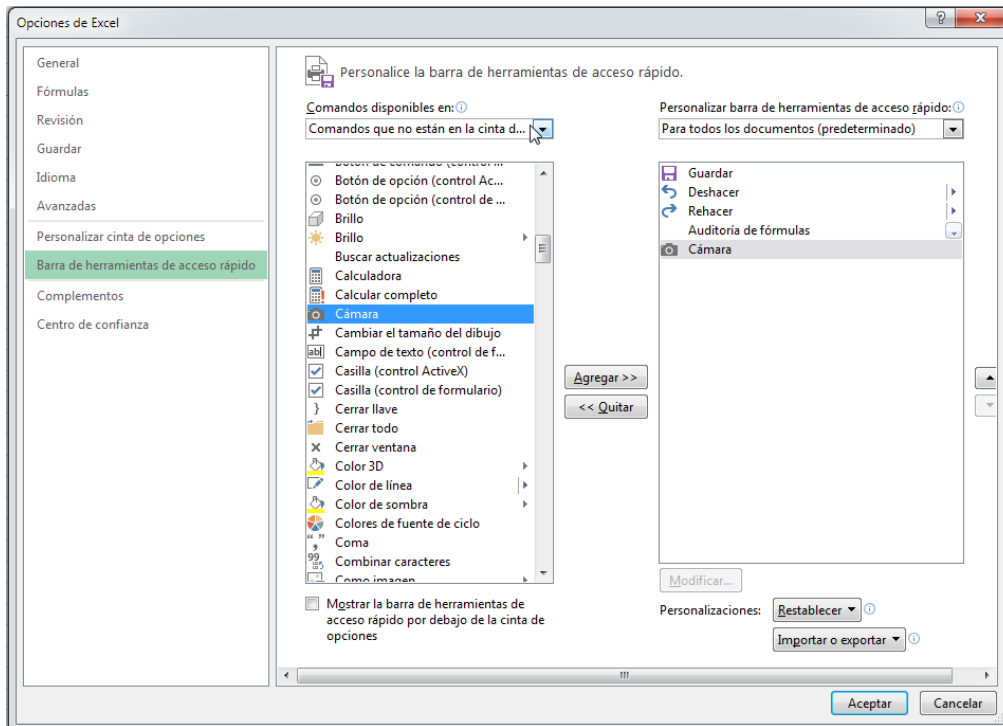 Opciones de Excel
General
Fórmulas
Revisión
Guardar
Idioma
Avanzadas
Personalizar cinta de opciones
Barra de herramientas de acceso rápido
Complementos
Centro de confianza
Personalice la barra de herramientas de acceso rápido.
Comandos disponibles en:
Comandos que no están en la cinta d...
Botón de comando (control ...
Botón de opción (control Ac...
Botón de opción (control de ...
Brillo
Brillo
Buscar actualizaciones
Calculadora
Calcular completo
Cámara
Cambiar el tamaño del dibujo
Campo de texto (control de f...
Casilla (control ActiveX)
Casilla (control de formulario)
Cerrar llave
Cerrar todo
Cerrar ventana
Color 3D
Color de línea
Color de sombra
Colores de fuente de ciclo
Coma
Combinar caracteres
Como imagen
Mostrar la barra de herramientas de
acceso rápido por debajo de la cinta de
opciones
Agregar >>
<< Quitar
Personalizar barra de herramientas de acceso rápido:
Para todos los documentos (predeterminado)
Guardar
Deshacer
Rehacer
Auditoría de fórmulas
Cámara
Modificar...
Personalizaciones:
Restablecer
Importar o exportar
Aceptar
Cancelar